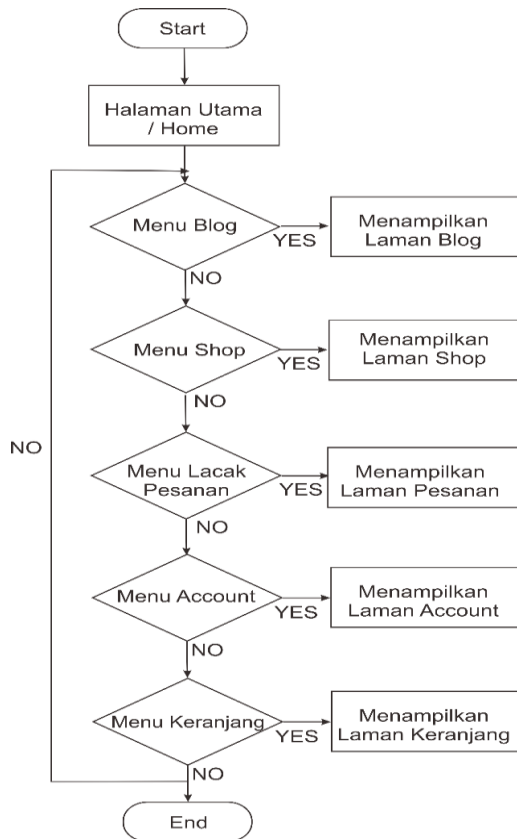 Start
Halaman Utama
/ Home
Menu Blog
YES
Menampilkan
Laman Blog
NO
Menu Shop
YES
Menampilkan
Laman Shop
NO
NO
Menu Lacak
Pesanan
YES
Menampilkan
Laman Pesanan
NO
Menu Account
YES
Menampilkan
Laman Account
NO
Menu Keranjang
YES
Menampilkan
Laman Keranjang
NO
End